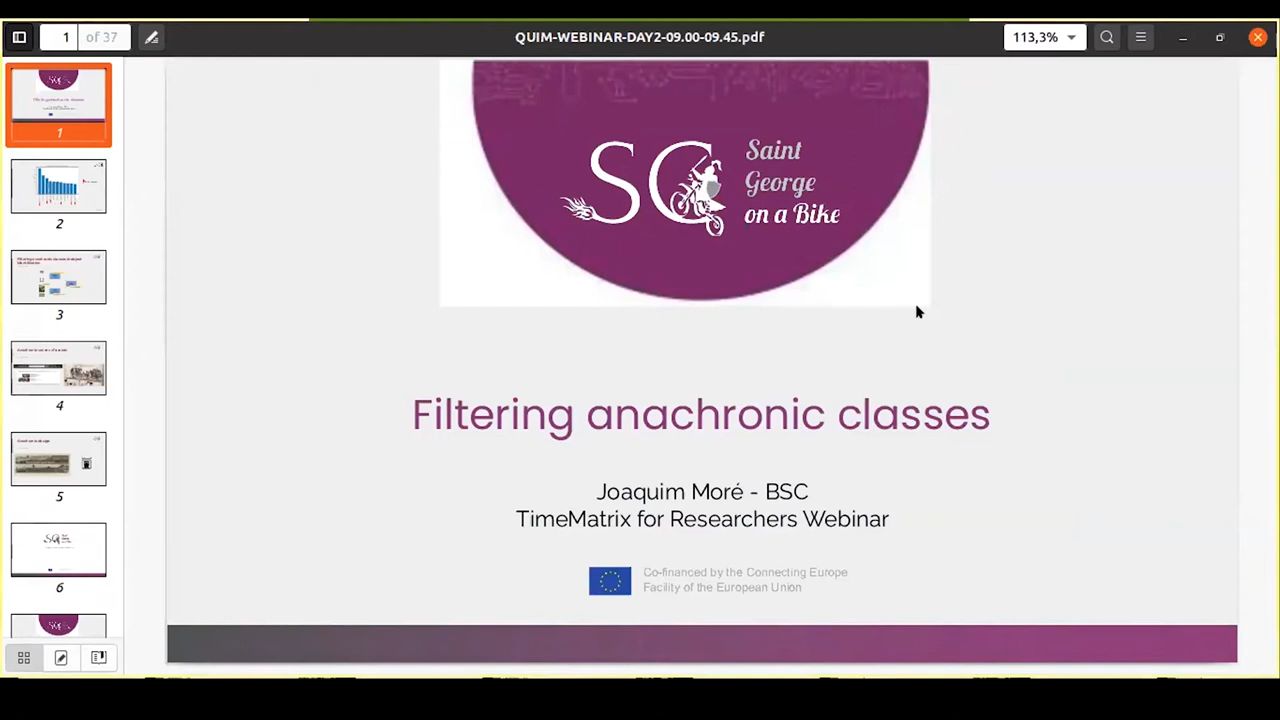 1
of 37
QUIM-WEBINAR-DAY2-09.00-09.45.pdf
113,3%
1
2
3
4
5
6
SG
Saint
George
on a Bike
Filtering anachronic classes
Joaquim Moré - BSC
TimeMatrix for Researchers Webinar
Co-financed by the Connecting Europe
Facility of the European Union